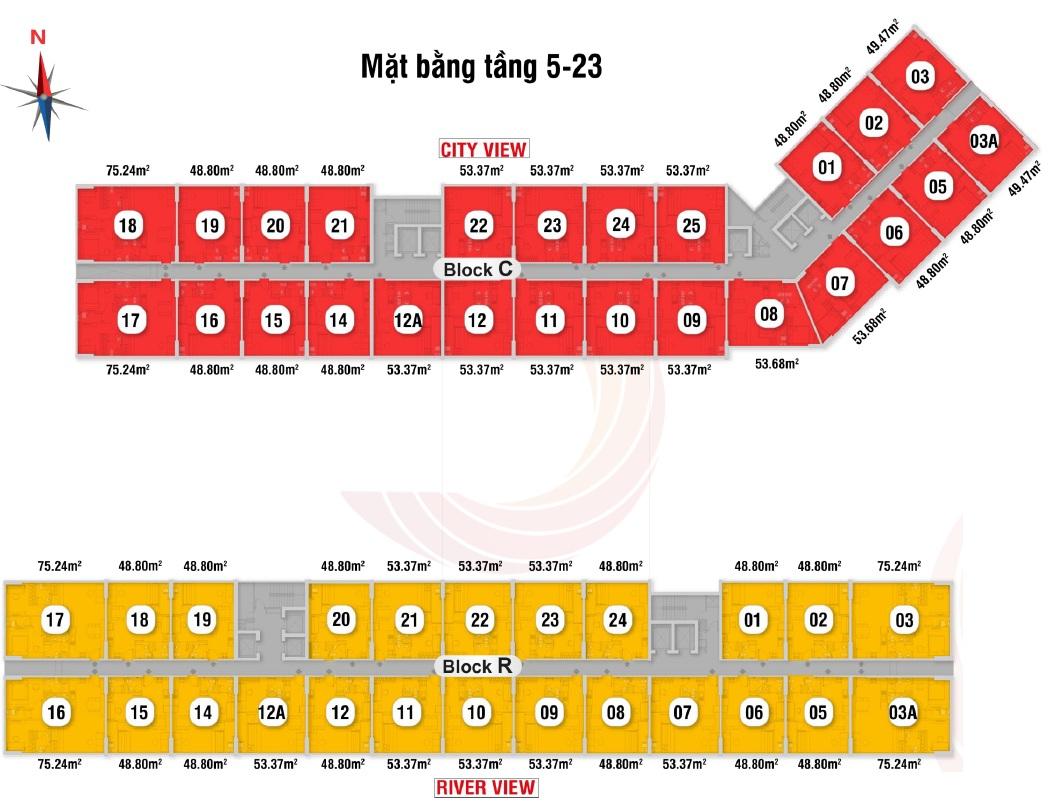 N
Mặt bằng tầng 5-23
49.47m²
48.80m²
48.80m²
03
02
01
03A
05
06
07
49.47m²
48.80m²
48.80m²
53.68m²
CITY VIEW
75.24m² 48.80m² 48.80m² 48.80m² 53.37m² 53.37m² 53.37m² 53.37m²
18 19 20 21 22 23 24 25
Block C
17 16 15 14 12A 12 11 10 09 08
75.24m² 48.80m² 48.80m² 48.80m² 53.37m² 53.37m² 53.37m² 53.37m² 53.37m² 53.68m²
75.24m² 48.80m² 48.80m² 48.80m² 53.37m² 53.37m² 53.37m² 48.80m² 48.80m² 48.80m² 75.24m²
17 18 19 20 21 22 23 24 01 02 03
Block R
16 15 14 12A 12 11 10 09 08 07 06 05 03A
75.24m² 48.80m² 48.80m² 53.37m² 48.80m² 53.37m² 53.37m² 53.37m² 48.80m² 53.37m² 48.80m² 48.80m² 75.24m²
RIVER VIEW